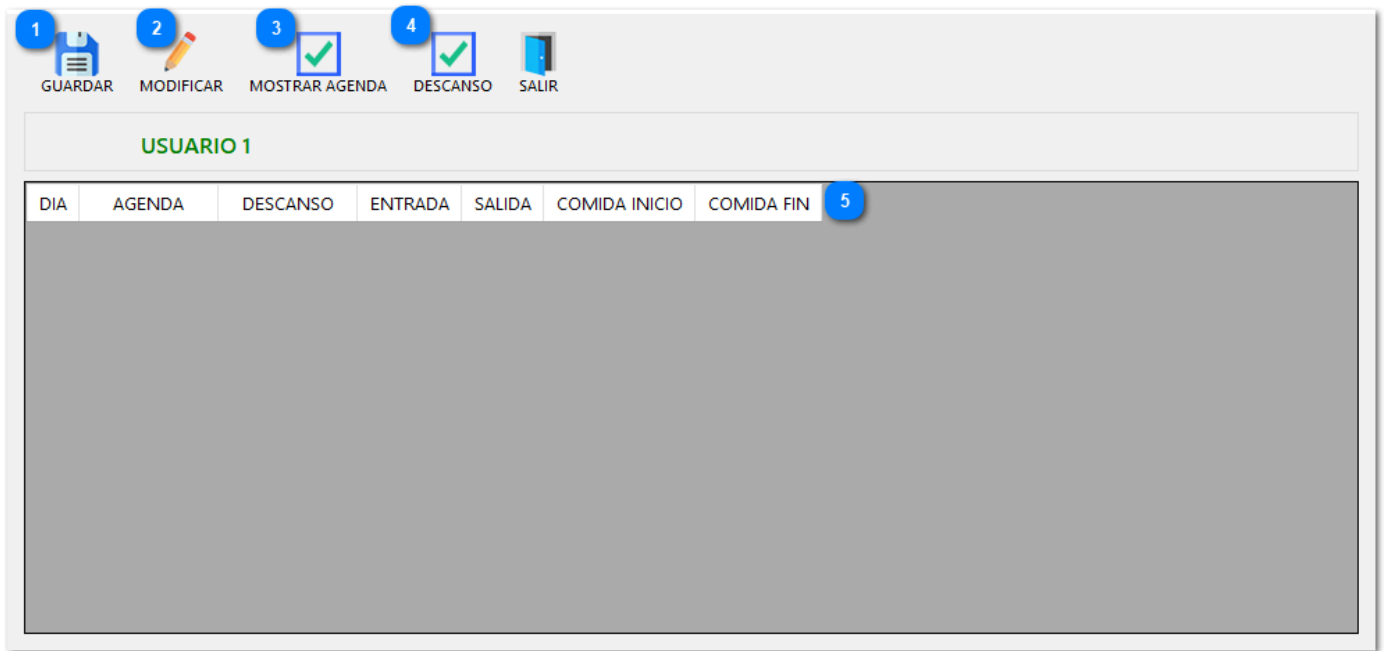 1 2 3 4
GUARDAR MODIFICAR MOSTRAR AGENDA DESCANSO SALIR
USUARIO 1
DIA AGENDA DESCANSO ENTRADA SALIDA COMIDA INICIO COMIDA FIN 5